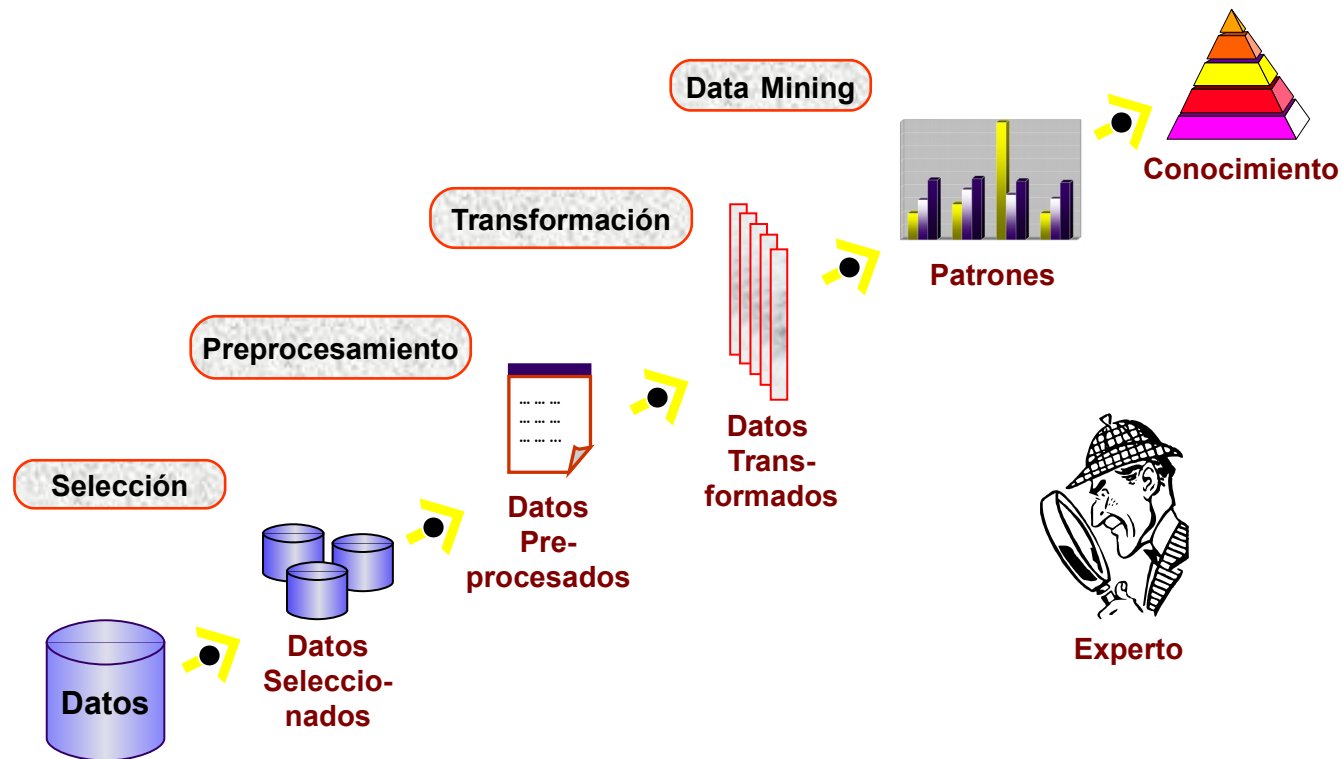 Data Mining
Conocimiento
Transformación
Patrones
Preprocesamiento
... ... ...
... ... ...
... ... ...
Datos
Trans-
formados
Selección
Datos
Pre-
procesados
Datos
Seleccio-
nados
Experto
Datos